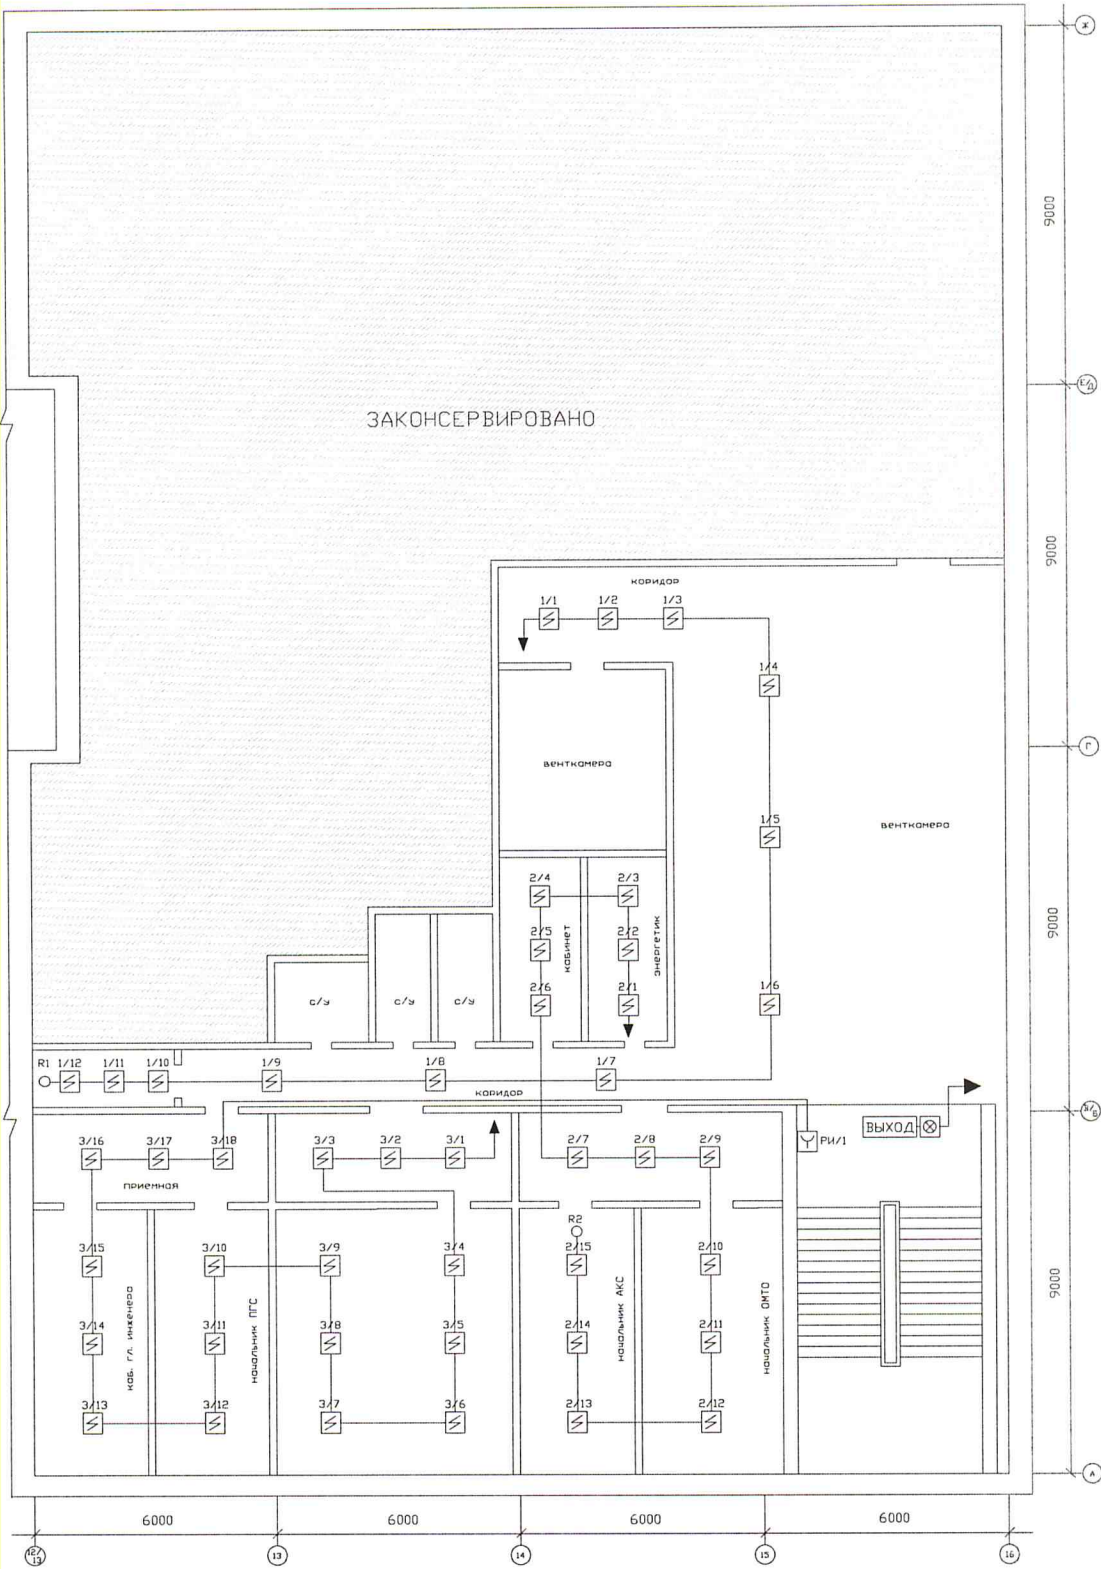 Ж
9000
Е/Д
ЗАКОНСЕРВИРОВАНО
9000
коридор
1/1 1/2 1/3
1/4
Г
венткамера
1/5
венткамера
2/4 2/3
9000
2/5 кабинет 2/2 энергетик
2/6 2/1 1/6
с/у с/у с/у
R1 1/12 1/11 1/10 1/9 1/8 1/7
коридор
ВЫХОД РИ/1
3/16 3/17 3/18 3/3 3/2 3/1 2/7 2/8 2/9
приемная
R2
3/15 3/10 3/9 3/4 2/15 2/10
9000
каб. гл. инженера начальник ПГС начальник АКС начальник ОМТО
3/14 3/11 3/8 3/5 2/14 2/11
3/13 3/12 3/7 3/6 2/13 2/12
А
6000 6000 6000 6000
12/13 13 14 15 16